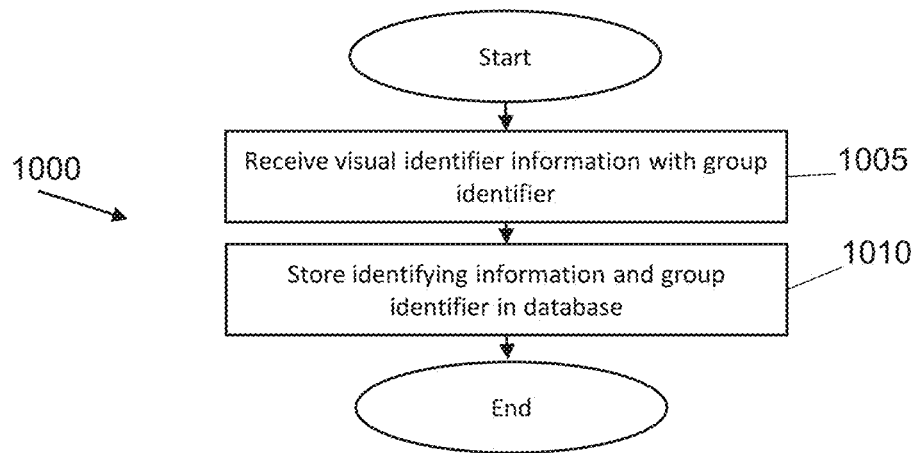 Start
1000
Receive visual identifier information with group
identifier
1005
Store identifying information and group
identifier in database
1010
End